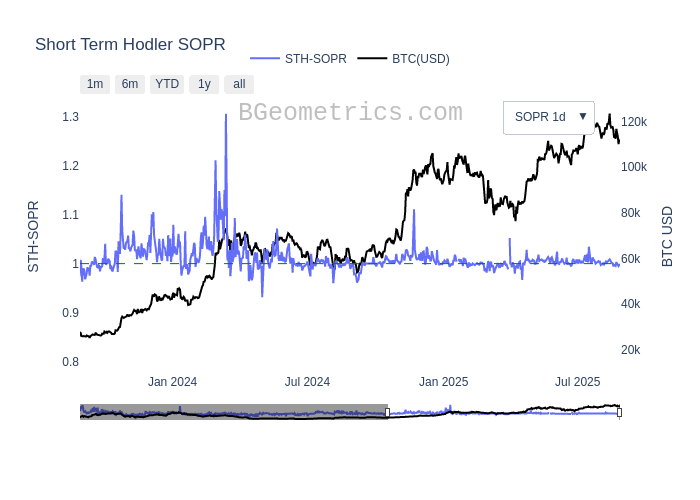 Short Term Hodler SOPR
STH-SOPR
BTC(USD)
1m
6m
YTD
1y
all
BGeometrics.com
SOPR 1d ▼
1.3
1.2
1.1
1
0.9
0.8
STH-SOPR
120k
100k
80k
60k
40k
20k
BTC USD
Jan 2024
Jul 2024
Jan 2025
Jul 2025